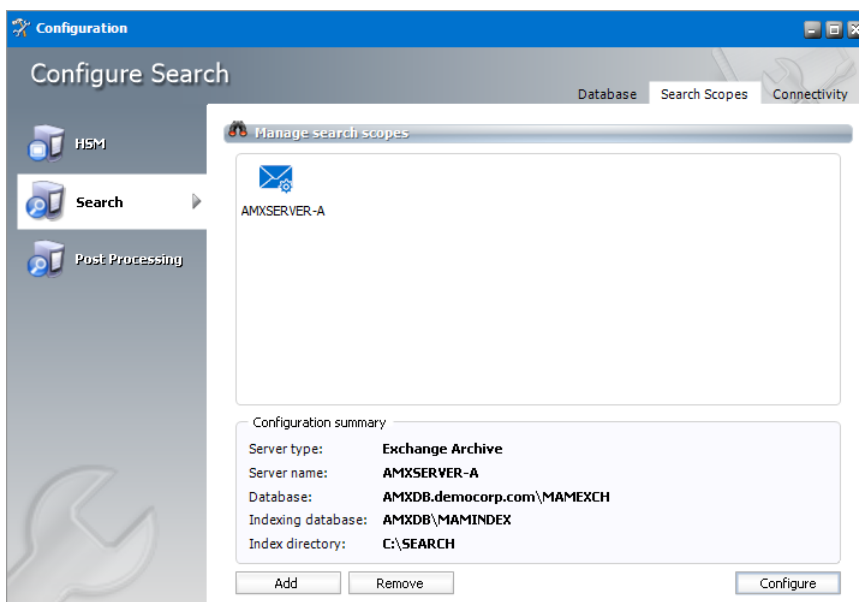 Configuration
Configure Search
Database Search Scopes Connectivity
HSM
Search
Post Processing
Manage search scopes
AMXSERVER-A
Configuration summary
Server type: Exchange Archive
Server name: AMXSERVER-A
Database: AMXDB.democorp.com\MAMEXCH
Indexing database: AMXDB\MAMINDEX
Index directory: C:\SEARCH
Add Remove Configure